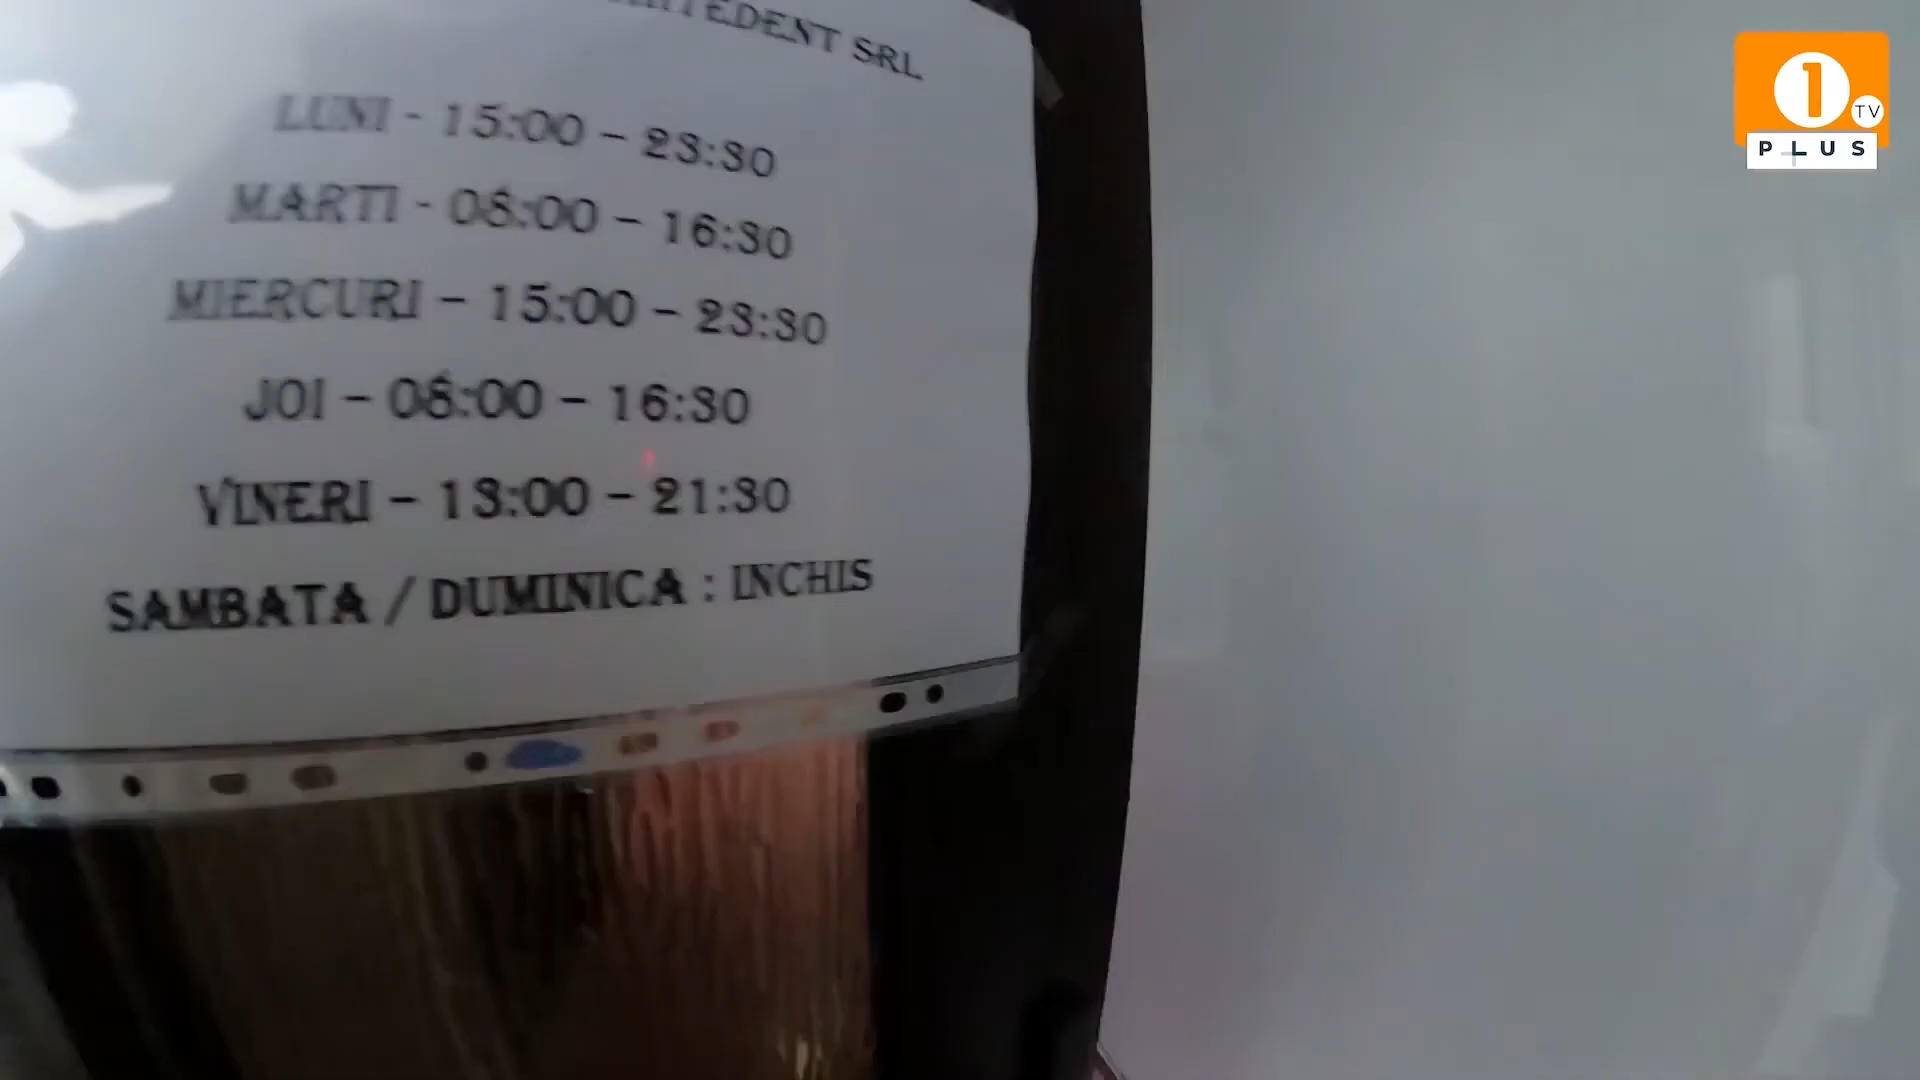 SRL
LUNI - 15:00 – 23:30
MARTI - 08:00 – 16:30
MIERCURI – 15:00 – 23:30
JOI – 08:00 – 16:30
VINERI – 13:00 – 21:30
SAMBATA / DUMINICA : INCHIS
1 TV
PLUS